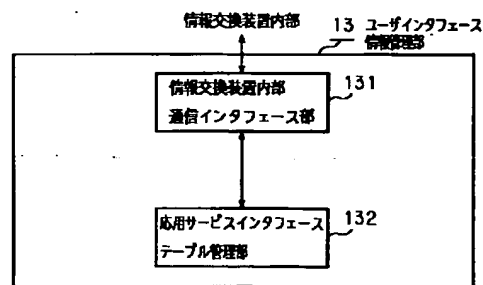 情報交換装置内部
13 ユーザインタフェース
情報管理部
情報交換装置内部
通信インタフェース部
131
応用サービスインタフェース
テーブル管理部
132